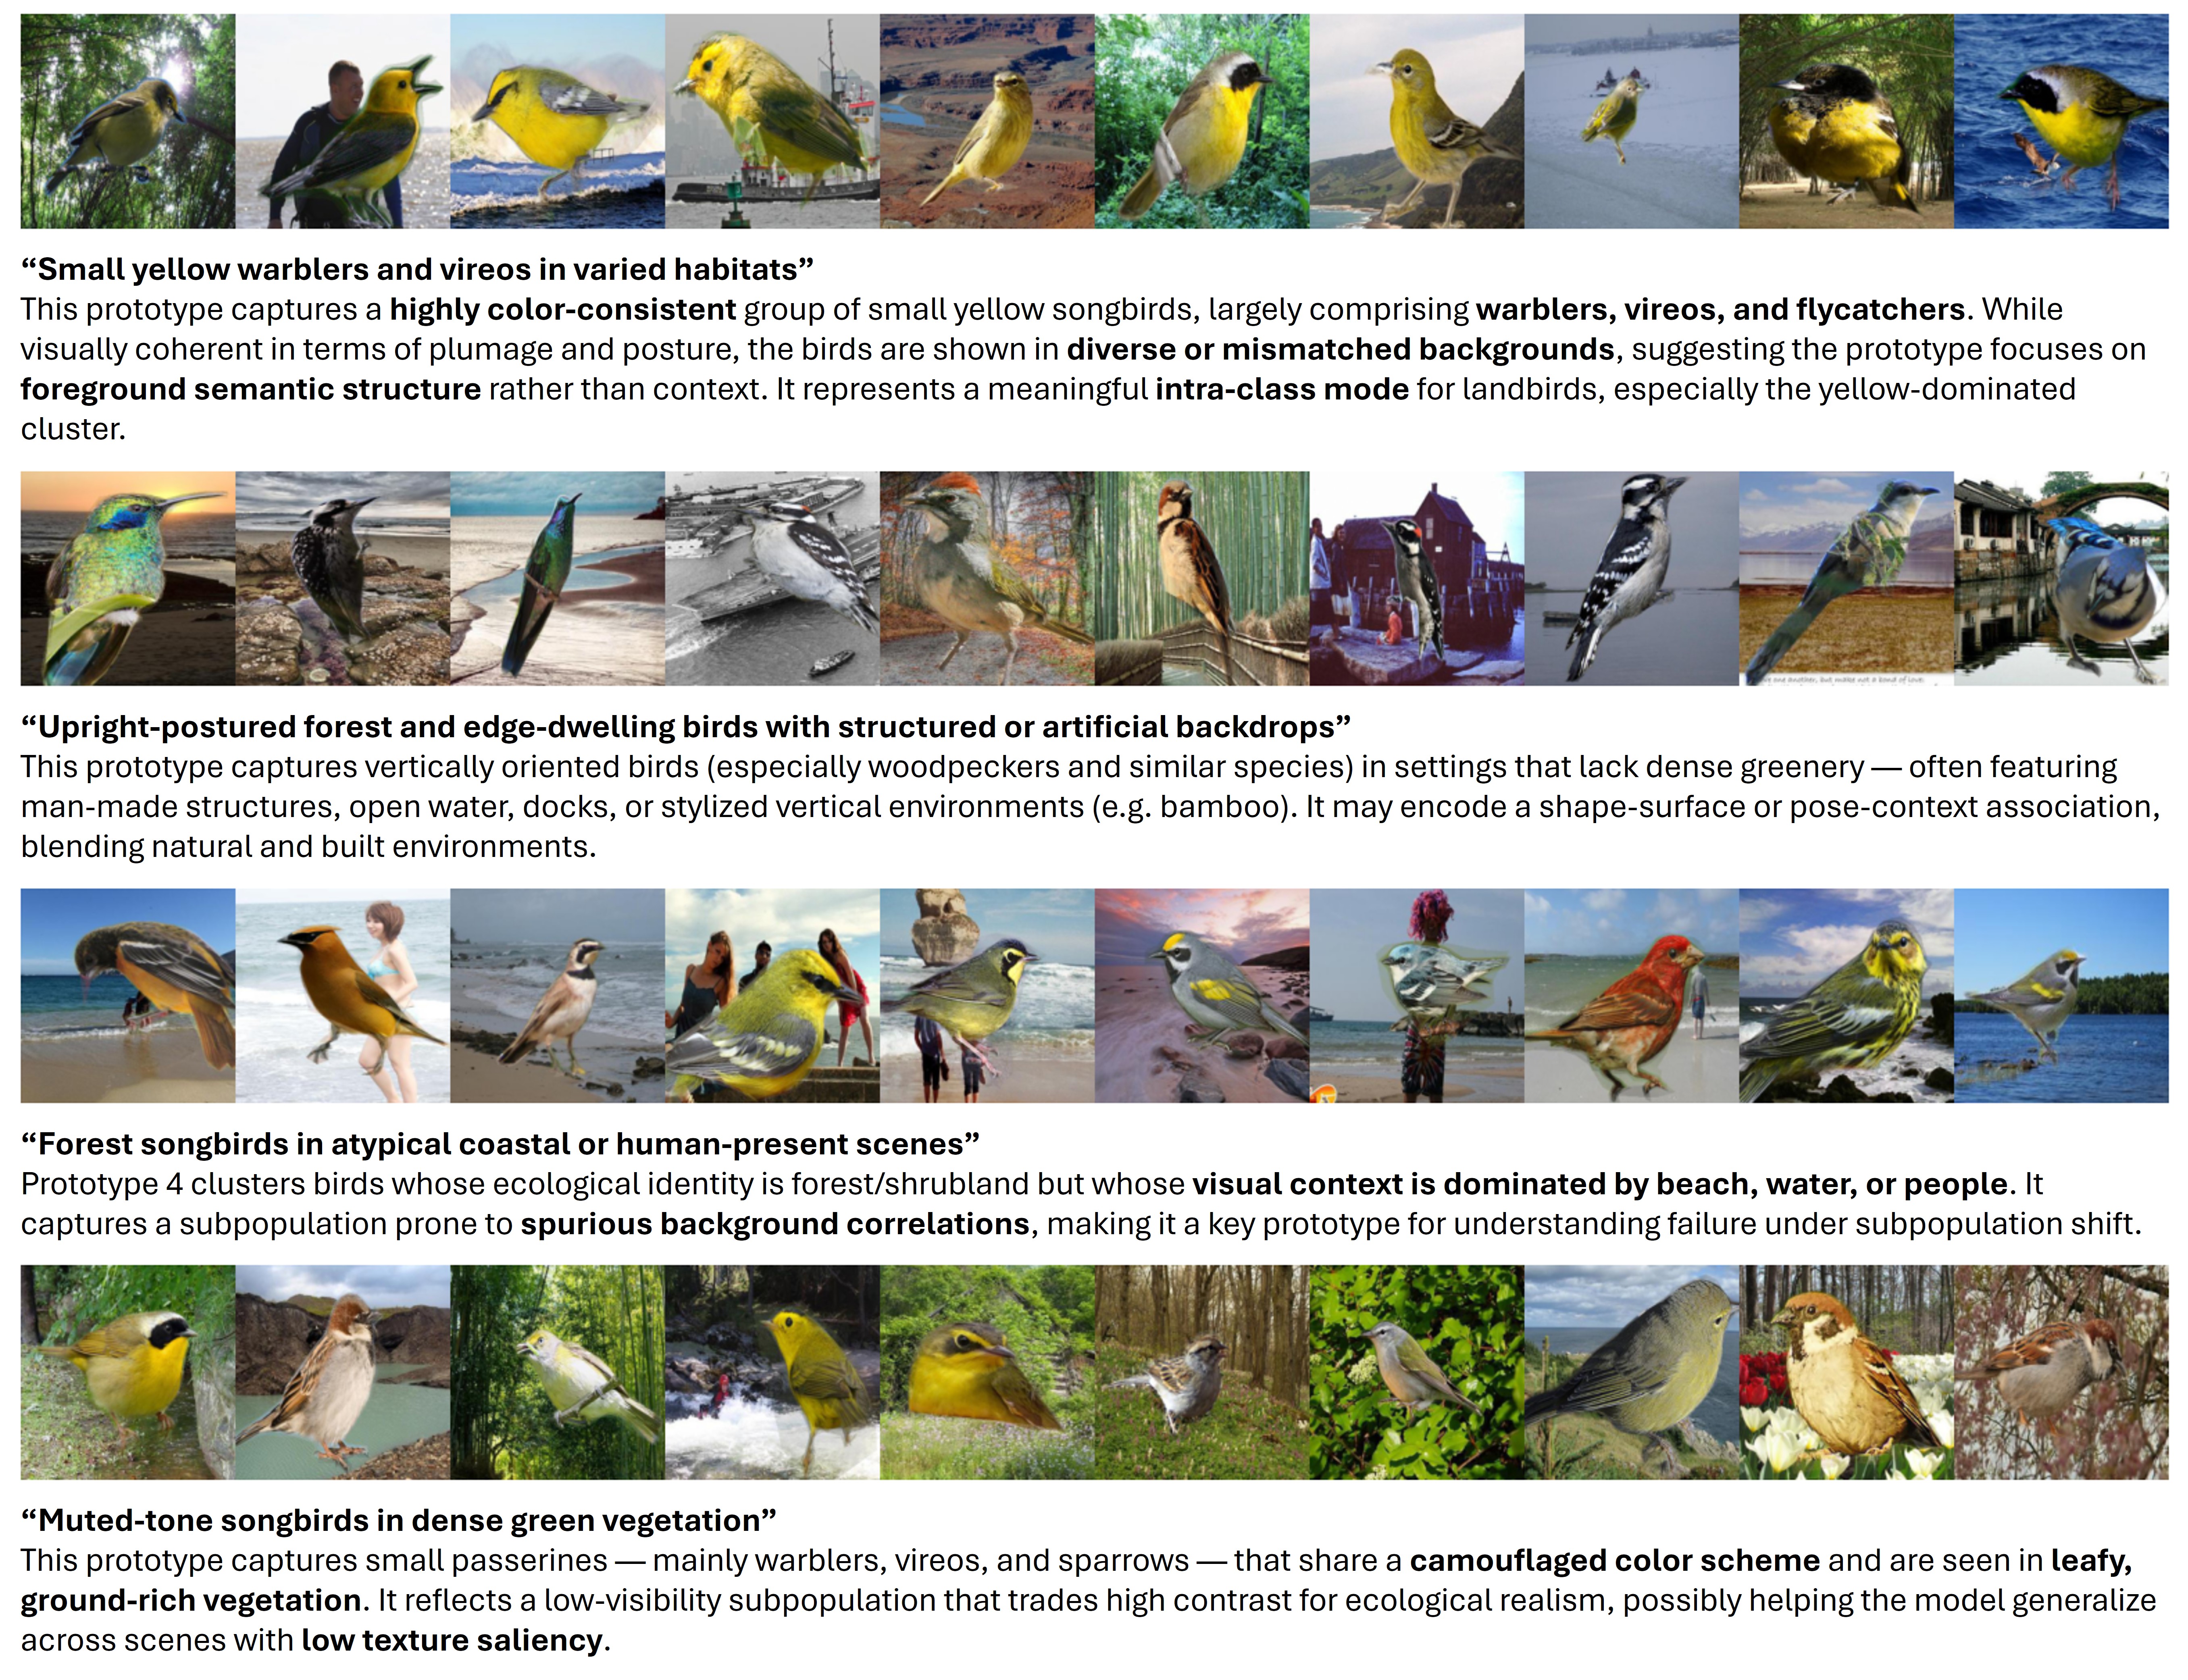 “Small yellow warblers and vireos in varied habitats”
This prototype captures a highly color-consistent group of small yellow songbirds, largely comprising warblers, vireos, and flycatchers. While
visually coherent in terms of plumage and posture, the birds are shown in diverse or mismatched backgrounds, suggesting the prototype focuses on
foreground semantic structure rather than context. It represents a meaningful intra-class mode for landbirds, especially the yellow-dominated
cluster.
one another, but make not a bond of love:
“Upright-postured forest and edge-dwelling birds with structured or artificial backdrops”
This prototype captures vertically oriented birds (especially woodpeckers and similar species) in settings that lack dense greenery — often featuring
man-made structures, open water, docks, or stylized vertical environments (e.g. bamboo). It may encode a shape-surface or pose-context association,
blending natural and built environments.
“Forest songbirds in atypical coastal or human-present scenes”
Prototype 4 clusters birds whose ecological identity is forest/shrubland but whose visual context is dominated by beach, water, or people. It
captures a subpopulation prone to spurious background correlations, making it a key prototype for understanding failure under subpopulation shift.
“Muted-tone songbirds in dense green vegetation”
This prototype captures small passerines — mainly warblers, vireos, and sparrows — that share a camouflaged color scheme and are seen in leafy,
ground-rich vegetation. It reflects a low-visibility subpopulation that trades high contrast for ecological realism, possibly helping the model generalize
across scenes with low texture saliency.